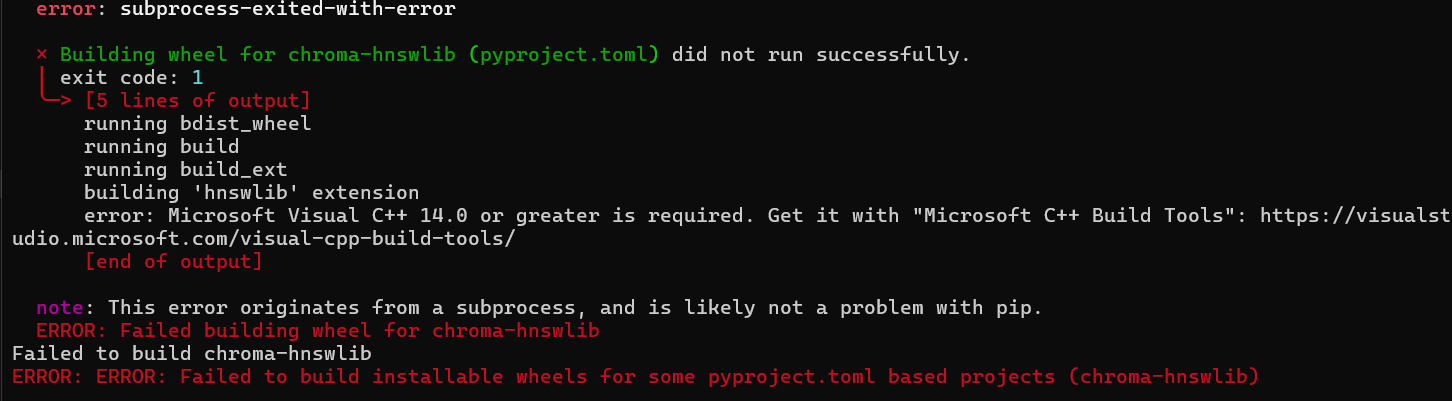 error: subprocess-exited-with-error
× Building wheel for chroma-hnswlib (pyproject.toml) did not run successfully.
│ exit code: 1
╰─> [5 lines of output]
running bdist_wheel
running build
running build_ext
building 'hnswlib' extension
error: Microsoft Visual C++ 14.0 or greater is required. Get it with "Microsoft C++ Build Tools": https://visualst
udio.microsoft.com/visual-cpp-build-tools/
[end of output]
note: This error originates from a subprocess, and is likely not a problem with pip.
ERROR: Failed building wheel for chroma-hnswlib
Failed to build chroma-hnswlib
ERROR: ERROR: Failed to build installable wheels for some pyproject.toml based projects (chroma-hnswlib)